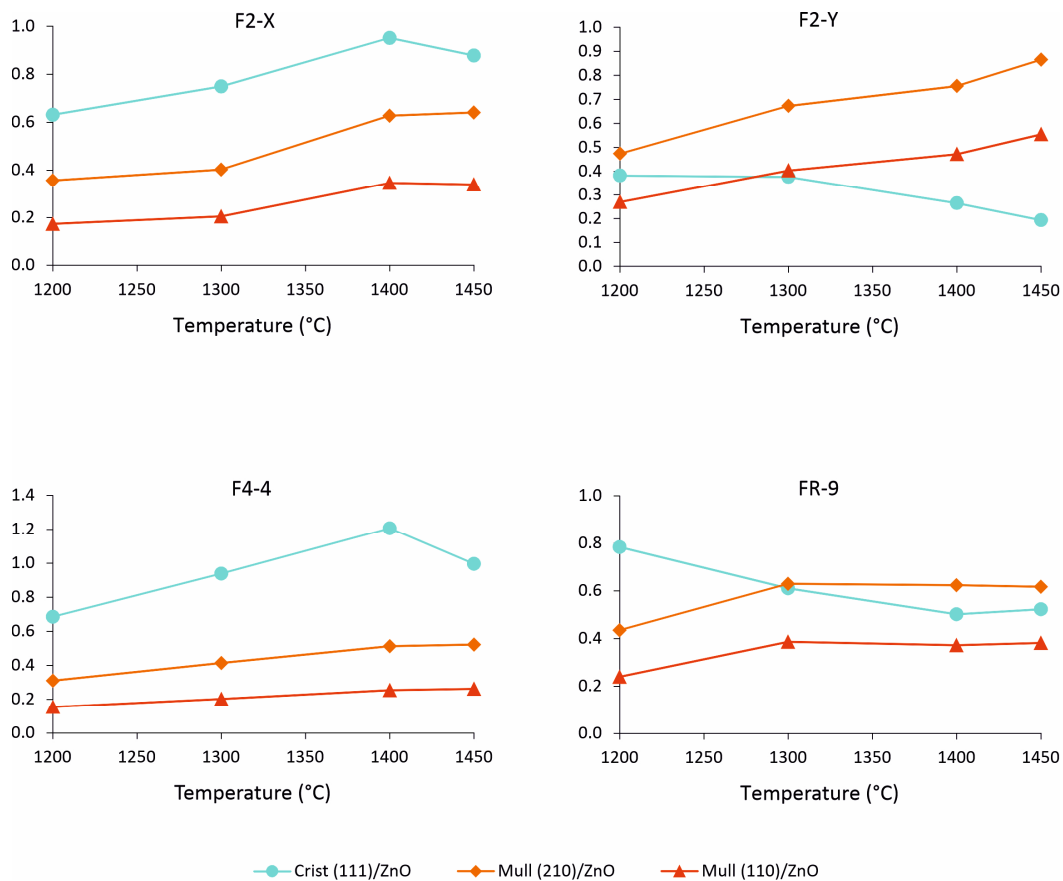 F2-X
1.0
0.8
0.6
0.4
0.2
0.0
1200 1250 1300 1350 1400 1450
Temperature (°C)
F2-Y
1.0
0.9
0.8
0.7
0.6
0.5
0.4
0.3
0.2
0.1
0.0
1200 1250 1300 1350 1400 1450
Temperature (°C)
F4-4
1.4
1.2
1.0
0.8
0.6
0.4
0.2
0.0
1200 1250 1300 1350 1400 1450
Temperature (°C)
FR-9
1.0
0.8
0.6
0.4
0.2
0.0
1200 1250 1300 1350 1400 1450
Temperature (°C)
Crist (111)/ZnO Mull (210)/ZnO Mull (110)/ZnO